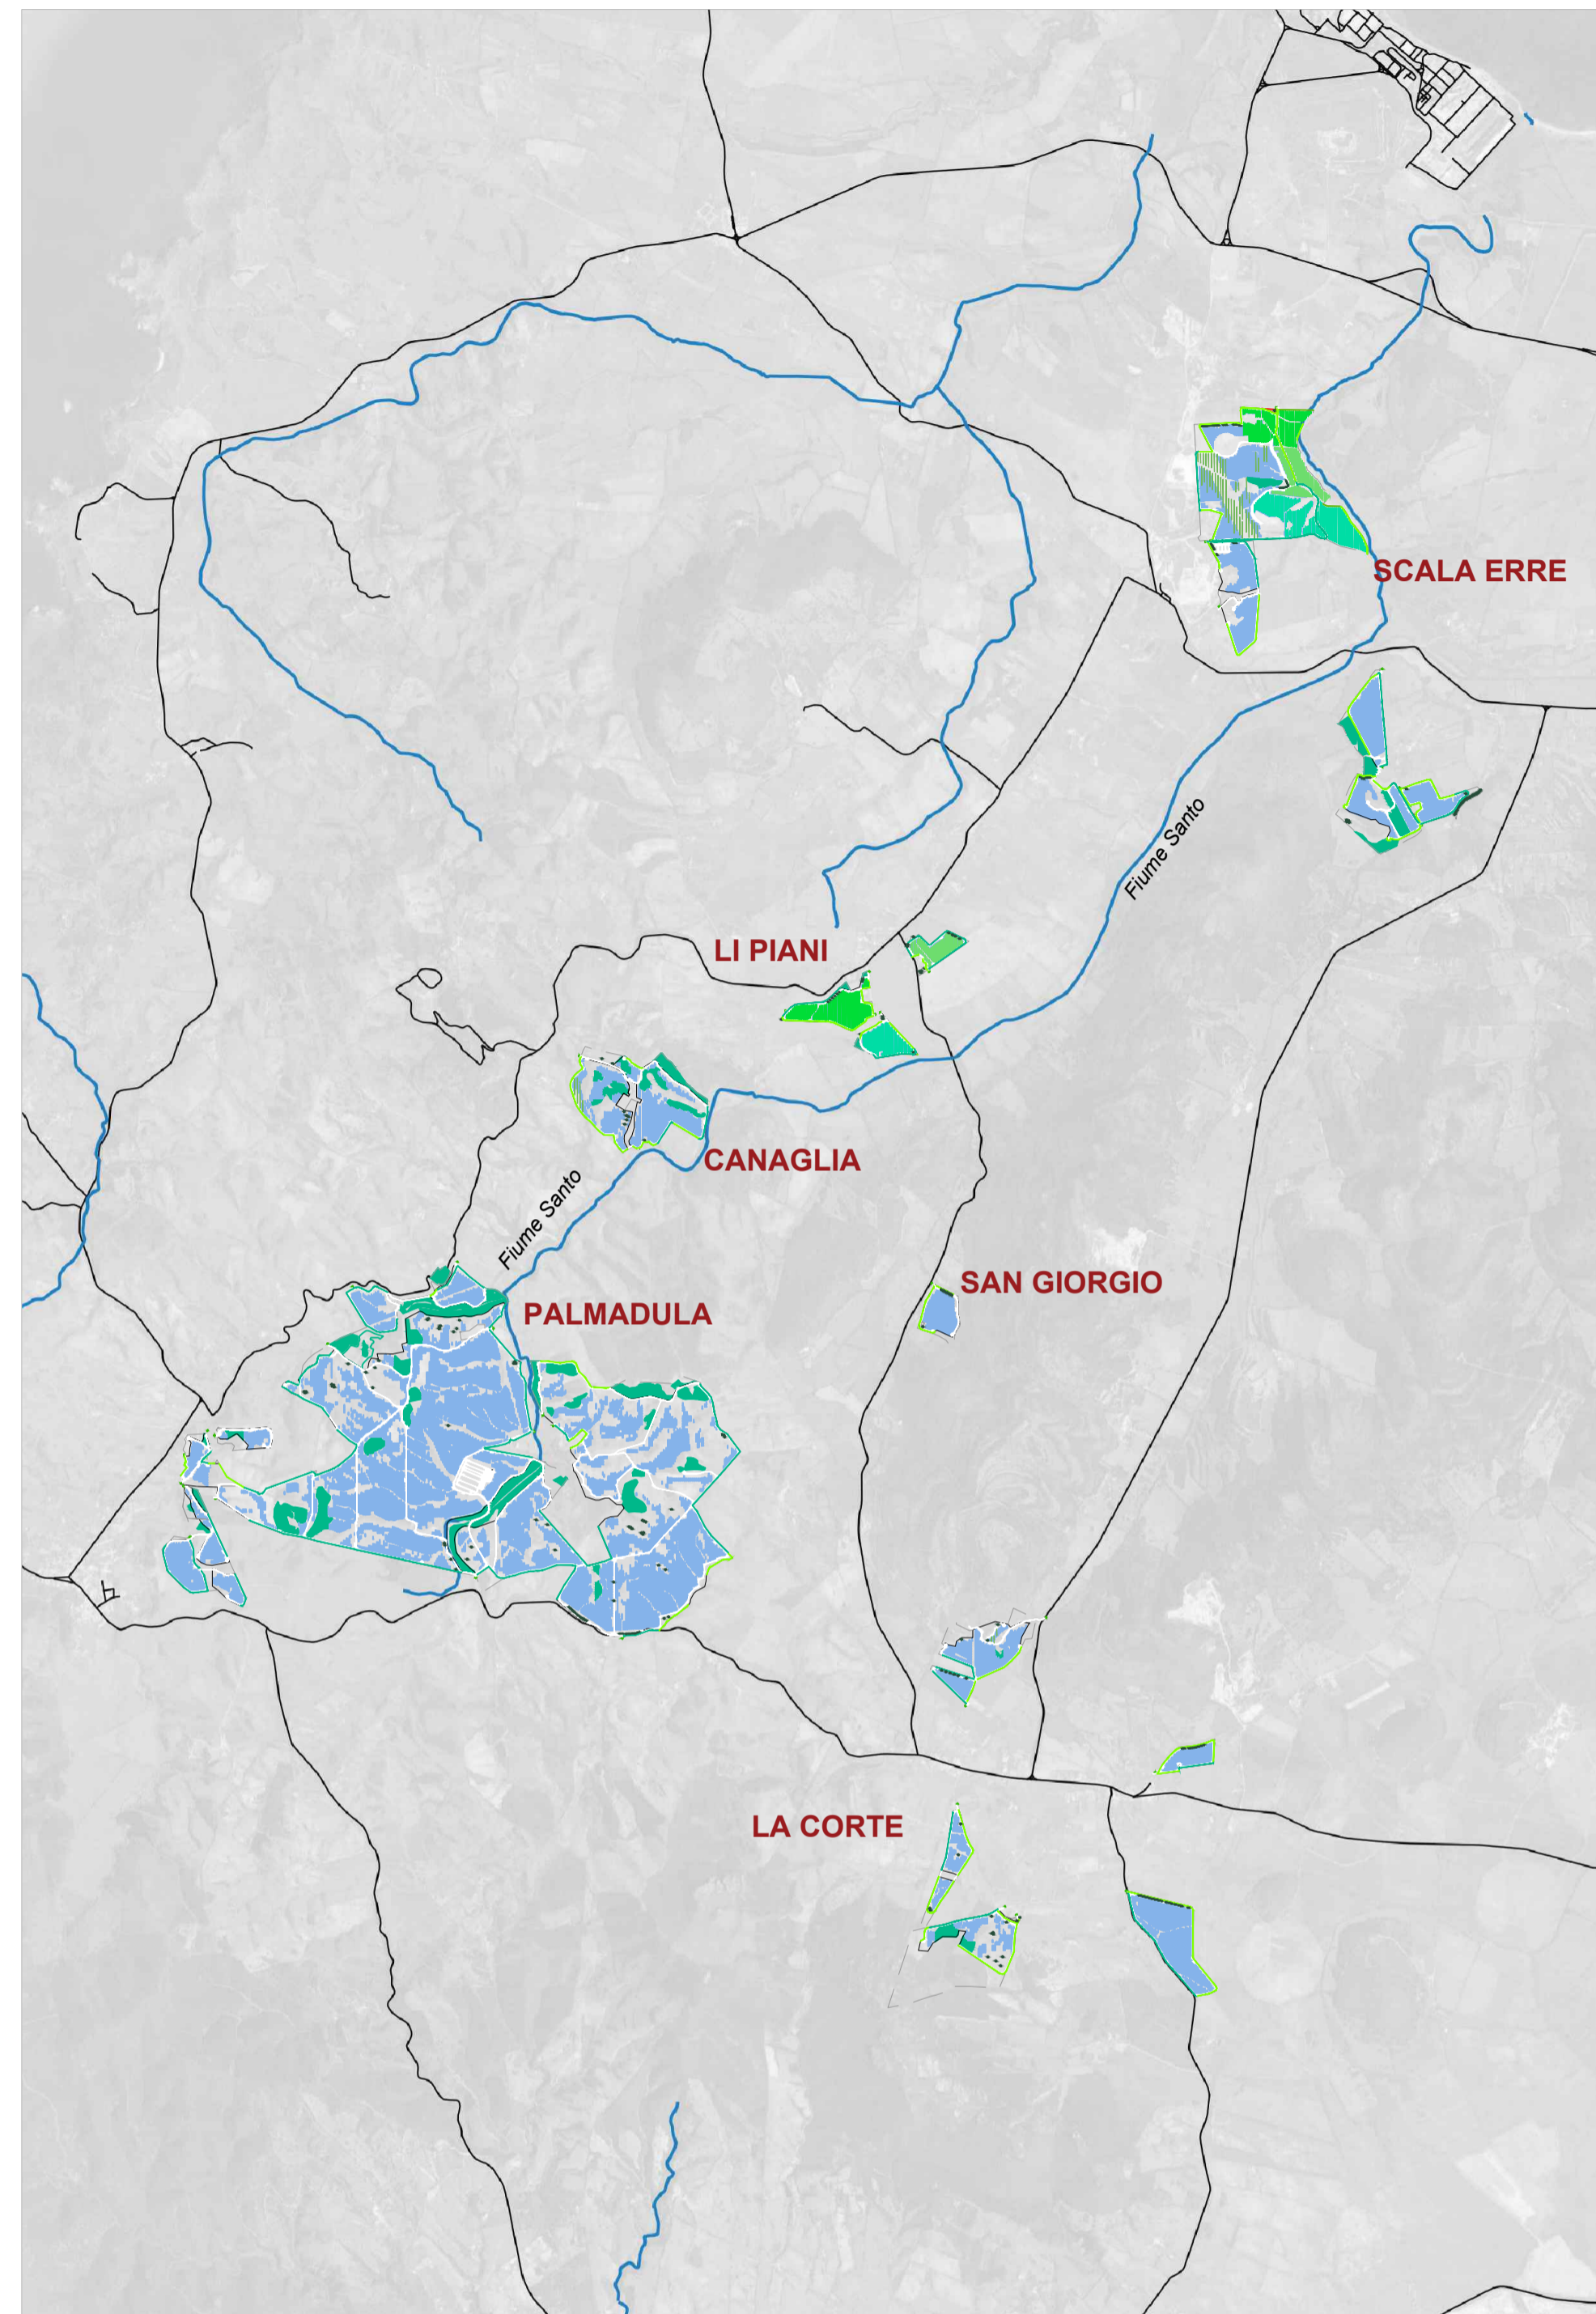 SCALA ERRE
Fiume Santo
LI PIANI
CANAGLIA
Fiume Santo
SAN GIORGIO
PALMADULA
LA CORTE